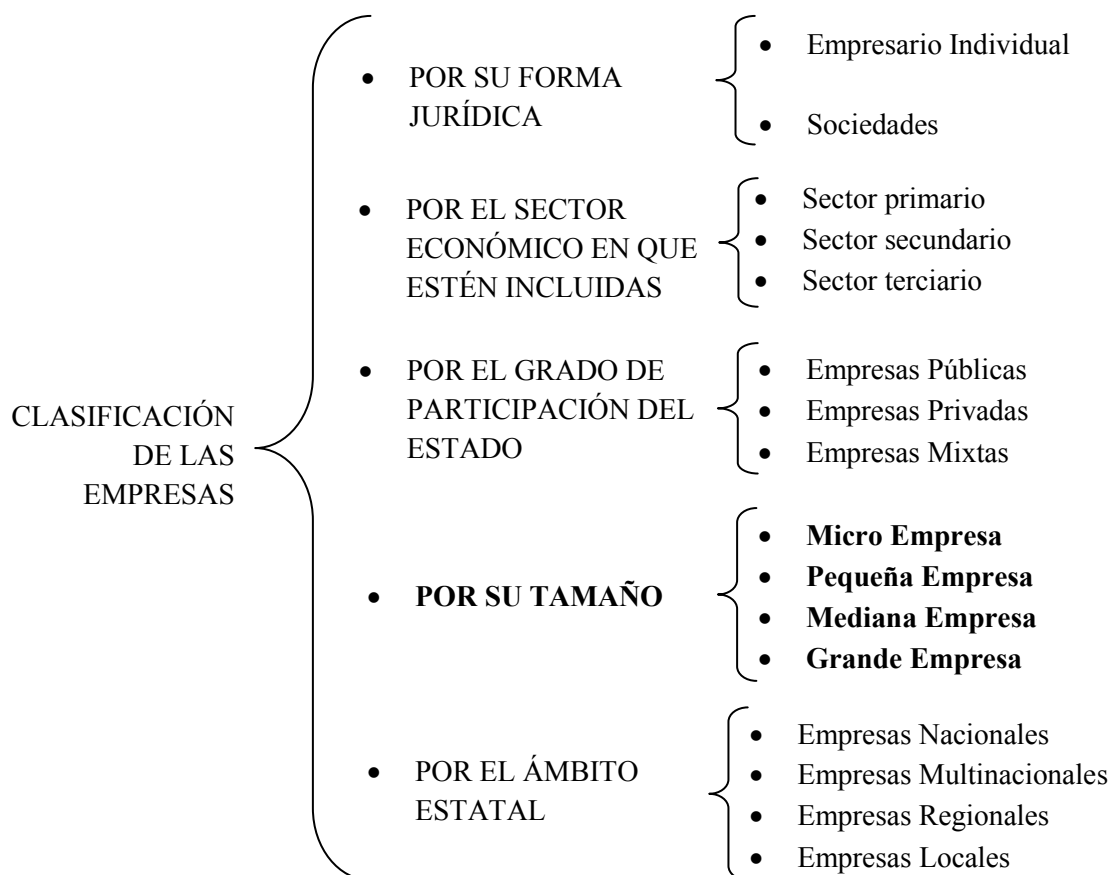 CLASIFICACIÓN
DE LAS
EMPRESAS
• POR SU FORMA
JURÍDICA
• Empresario Individual
• Sociedades
• POR EL SECTOR
ECONÓMICO EN QUE
ESTÉN INCLUIDAS
• Sector primario
• Sector secundario
• Sector terciario
• POR EL GRADO DE
PARTICIPACIÓN DEL
ESTADO
• Empresas Públicas
• Empresas Privadas
• Empresas Mixtas
• POR SU TAMAÑO
• Micro Empresa
• Pequeña Empresa
• Mediana Empresa
• Grande Empresa
• POR EL ÁMBITO
ESTATAL
• Empresas Nacionales
• Empresas Multinacionales
• Empresas Regionales
• Empresas Locales